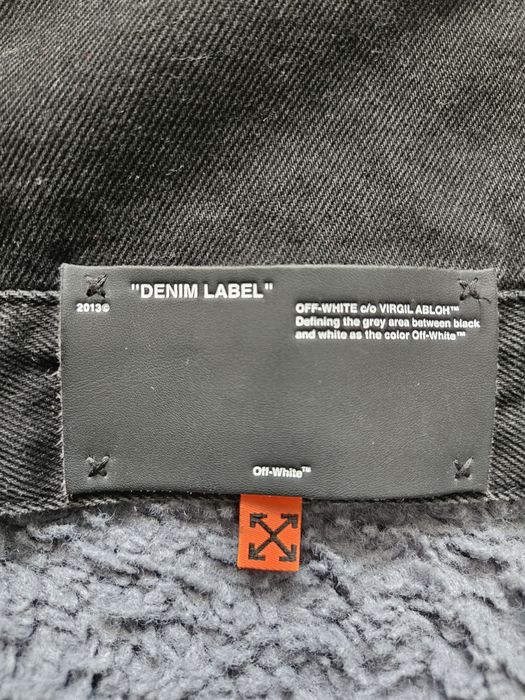 "DENIM LABEL"
2013©
OFF-WHITE c/o VIRGIL ABLOH™
Defining the grey area between black
and white as the color Off-White™
Off-White™